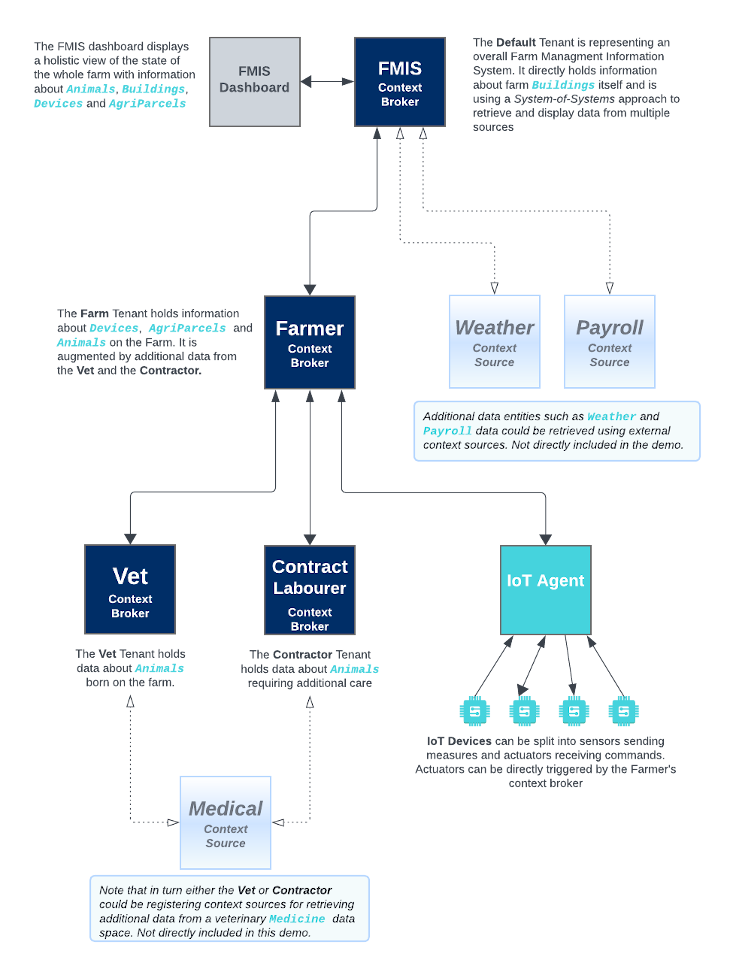 The FMIS dashboard displays
a holistic view of the state of
the whole farm with information
about Animals, Buildings,
Devices and AgriParcels
FMIS
Dashboard
FMIS
Context
Broker
The Default Tenant is representing an
overall Farm Managment Information
System. It directly holds information
about farm Buildings itself and is
using a System-of-Systems approach to
retrieve and display data from multiple
sources
The Farm Tenant holds information
about Devices, AgriParcels and
Animals on the Farm. It is
augmented by additional data from
the Vet and the Contractor.
Farmer
Context
Broker
Weather
Context
Source
Payroll
Context
Source
Additional data entities such as Weather and
Payroll data could be retrieved using external
context sources. Not directly included in the demo.
Vet
Context
Broker
Contract
Labourer
Context
Broker
IoT Agent
The Vet Tenant holds
data about Animals
born on the farm.
The Contractor Tenant
holds data about Animals
requiring additional care
IoT Devices can be split into sensors sending
measures and actuators receiving commands.
Actuators can be directly triggered by the Farmer's
context broker
Medical
Context
Source
Note that in turn either the Vet or Contractor
could be registering context sources for retrieving
additional data from a veterinary Medicine data
space. Not directly included in this demo.